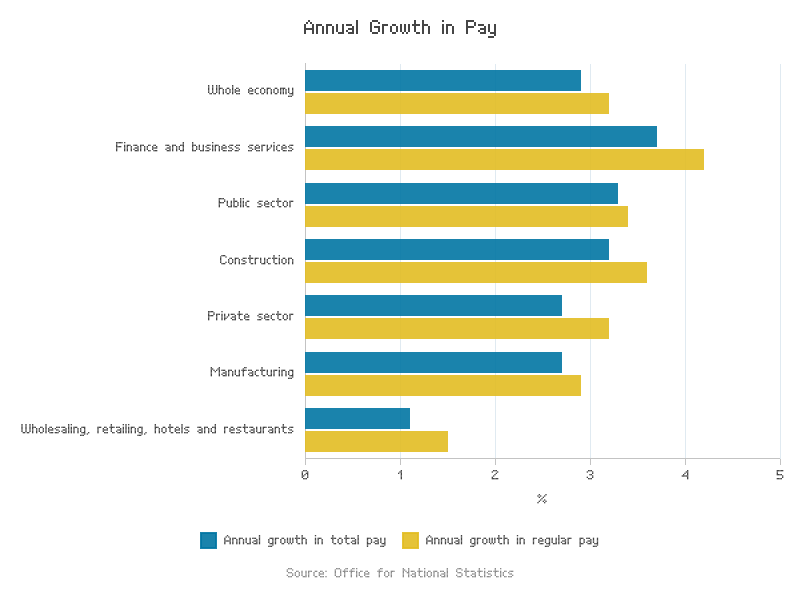 Annual Growth in Pay
Whole economy
Finance and business services
Public sector
Construction
Private sector
Manufacturing
Wholesaling, retailing, hotels and restaurants
0 1 2 3 4 5
%
Annual growth in total pay Annual growth in regular pay
Source: Office for National Statistics